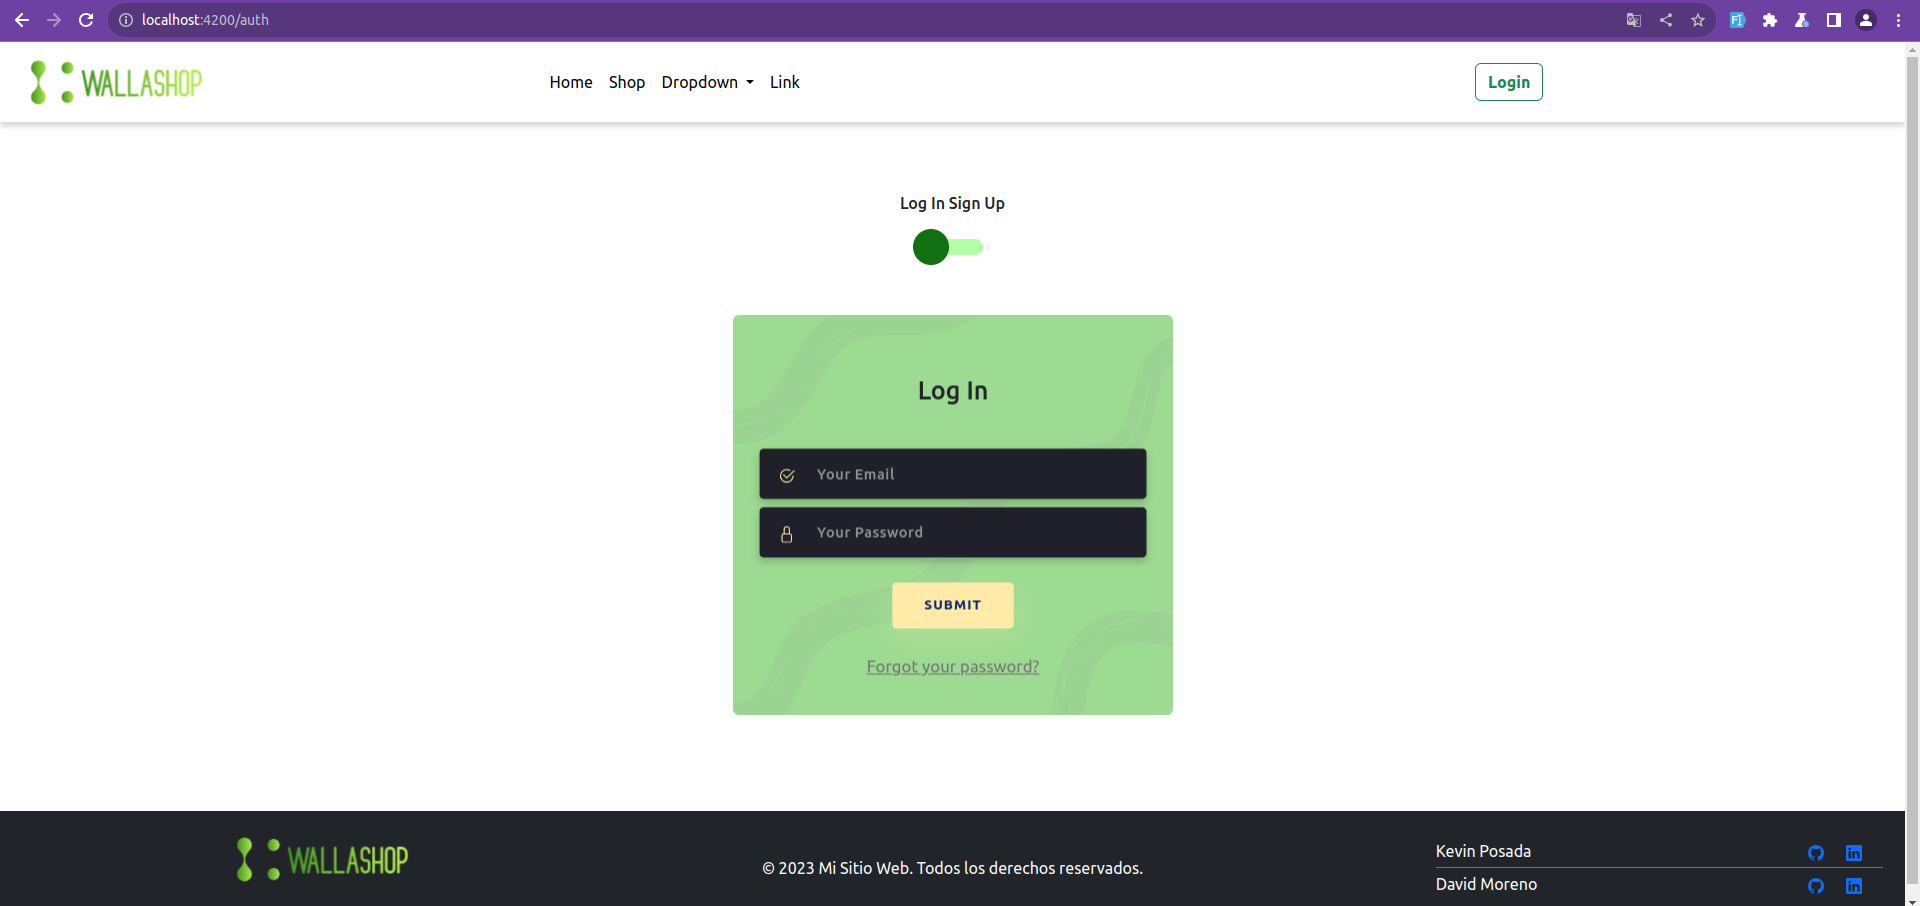 localhost:4200/auth
WALLASHOP
Home Shop Dropdown Link
Login
Log In Sign Up
Log In
Your Email
Your Password
SUBMIT
Forgot your password?
WALLASHOP
© 2023 Mi Sitio Web. Todos los derechos reservados.
Kevin Posada
David Moreno